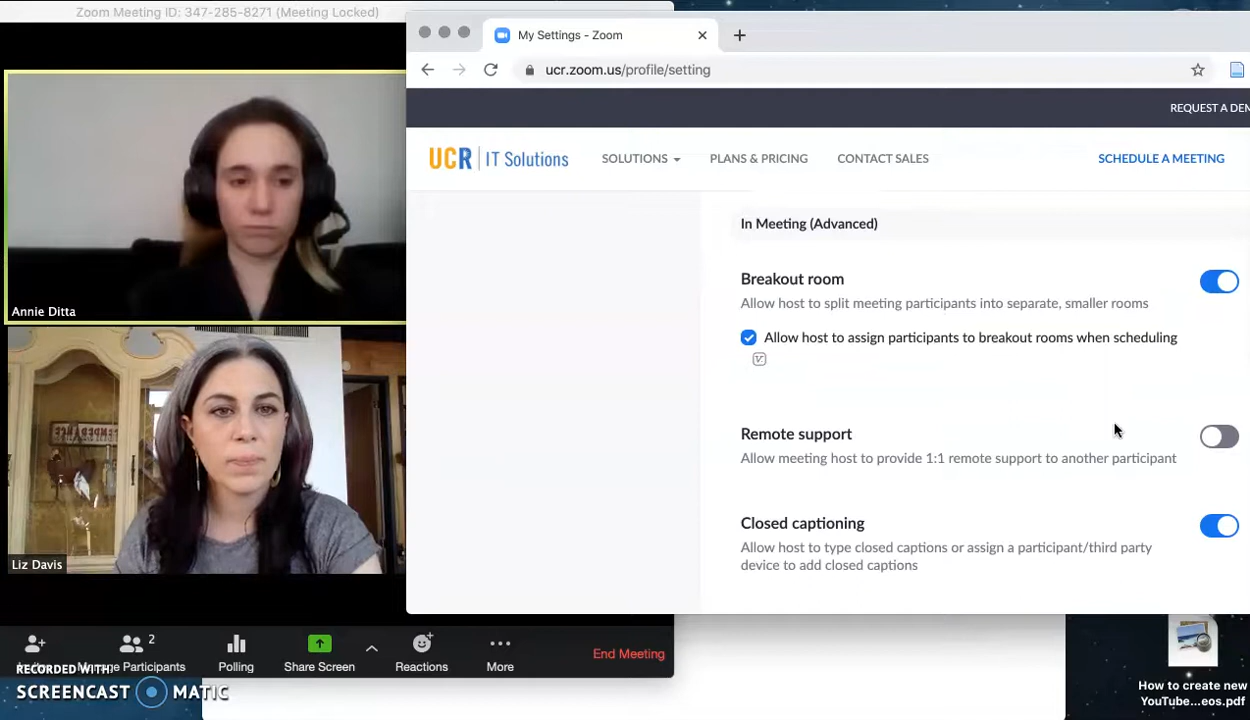 Zoom Meeting ID: 347-285-8271 (Meeting Locked)
My Settings - Zoom
ucr.zoom.us/profile/setting
REQUEST A DEM
UCR | IT Solutions
SOLUTIONS
PLANS & PRICING
CONTACT SALES
SCHEDULE A MEETING
In Meeting (Advanced)
Breakout room
Allow host to split meeting participants into separate, smaller rooms
Allow host to assign participants to breakout rooms when scheduling
Remote support
Allow meeting host to provide 1:1 remote support to another participant
Closed captioning
Allow host to type closed captions or assign a participant/third party
device to add closed captions
Annie Ditta
Liz Davis
2
Manage Participants
Polling
Share Screen
Reactions
More
End Meeting
RECORDED WITH
SCREENCAST MATIC
How to create new
YouTube...eos.pdf